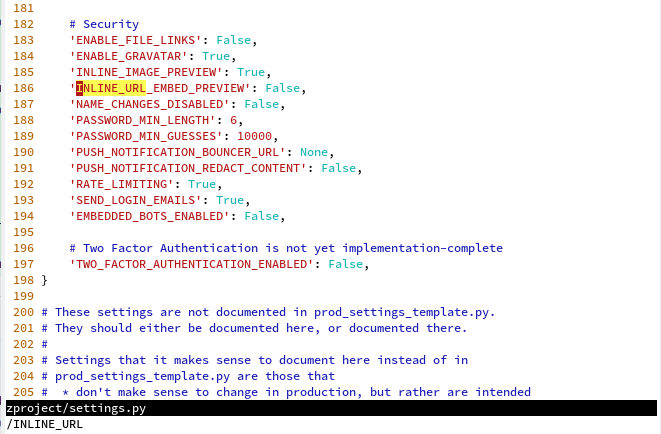 181
182     # Security
183     'ENABLE_FILE_LINKS': False,
184     'ENABLE_GRAVATAR': True,
185     'INLINE_IMAGE_PREVIEW': True,
186     'INLINE_URL_EMBED_PREVIEW': False,
187     'NAME_CHANGES_DISABLED': False,
188     'PASSWORD_MIN_LENGTH': 6,
189     'PASSWORD_MIN_GUESSES': 10000,
190     'PUSH_NOTIFICATION_BOUNCER_URL': None,
191     'PUSH_NOTIFICATION_REDACT_CONTENT': False,
192     'RATE_LIMITING': True,
193     'SEND_LOGIN_EMAILS': True,
194     'EMBEDDED_BOTS_ENABLED': False,
195
196     # Two Factor Authentication is not yet implementation-complete
197     'TWO_FACTOR_AUTHENTICATION_ENABLED': False,
198 }
199
200 # These settings are not documented in prod_settings_template.py.
201 # They should either be documented here, or documented there.
202 #
203 # Settings that it makes sense to document here instead of in
204 # prod_settings_template.py are those that
205 #  * don't make sense to change in production, but rather are intended
zproject/settings.py
/INLINE_URL